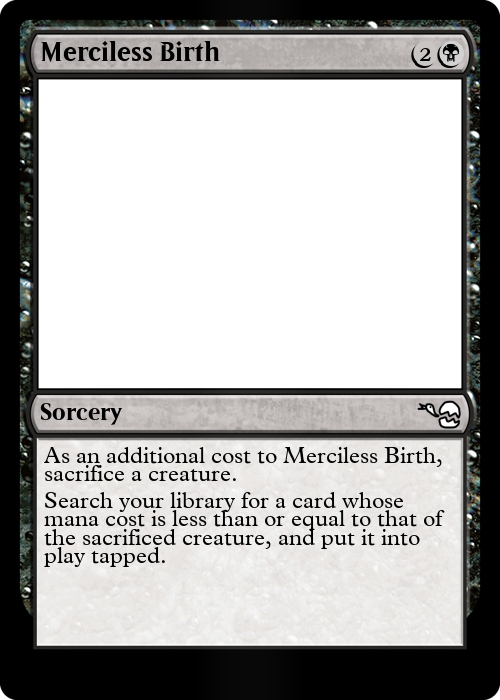 Merciless Birth 2
Sorcery
As an additional cost to Merciless Birth,
sacrifice a creature.
Search your library for a card whose
mana cost is less than or equal to that of
the sacrificed creature, and put it into
play tapped.